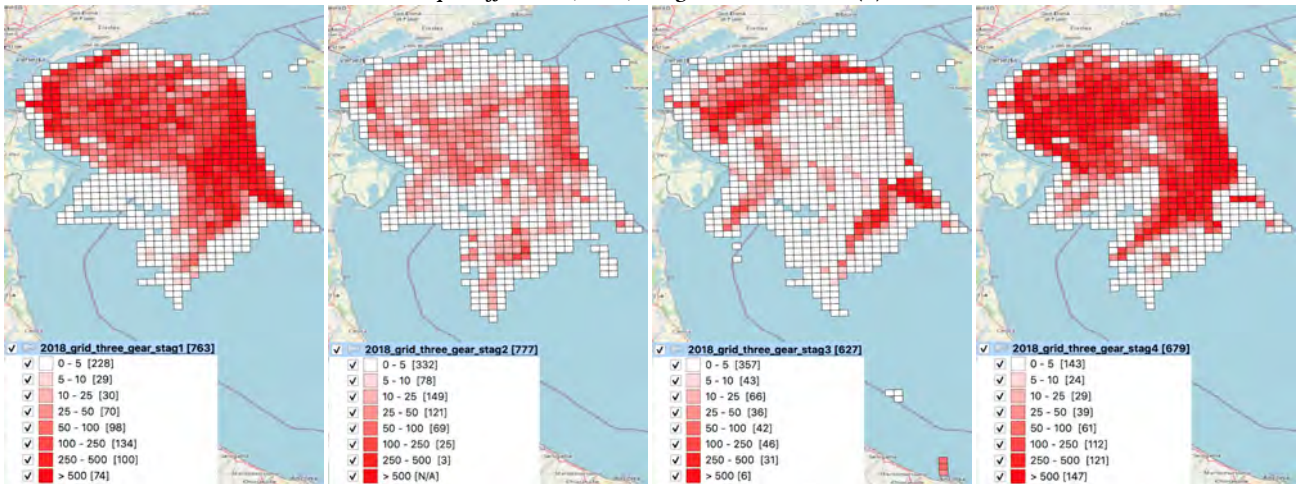 2018_grid_three_gear_stag1 [763]
0 - 5 [228]
5 - 10 [29]
10 - 25 [30]
25 - 50 [70]
50 - 100 [98]
100 - 250 [134]
250 - 500 [100]
> 500 [74]
2018_grid_three_gear_stag2 [777]
0 - 5 [332]
5 - 10 [78]
10 - 25 [149]
25 - 50 [121]
50 - 100 [69]
100 - 250 [25]
250 - 500 [3]
> 500 [N/A]
2018_grid_three_gear_stag3 [627]
0 - 5 [357]
5 - 10 [43]
10 - 25 [66]
25 - 50 [36]
50 - 100 [42]
100 - 250 [46]
250 - 500 [31]
> 500 [6]
2018_grid_three_gear_stag4 [679]
0 - 5 [143]
5 - 10 [24]
10 - 25 [29]
25 - 50 [39]
50 - 100 [61]
100 - 250 [112]
250 - 500 [121]
> 500 [147]